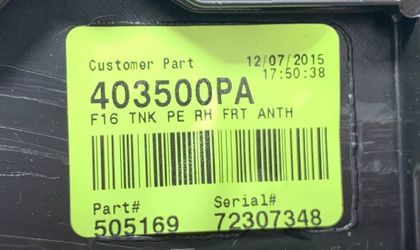 Customer Part 12/07/2015
17:50:38
403500PA
F16 TNK PE RH FRT ANTH
Part# Serial#
505169 72307348